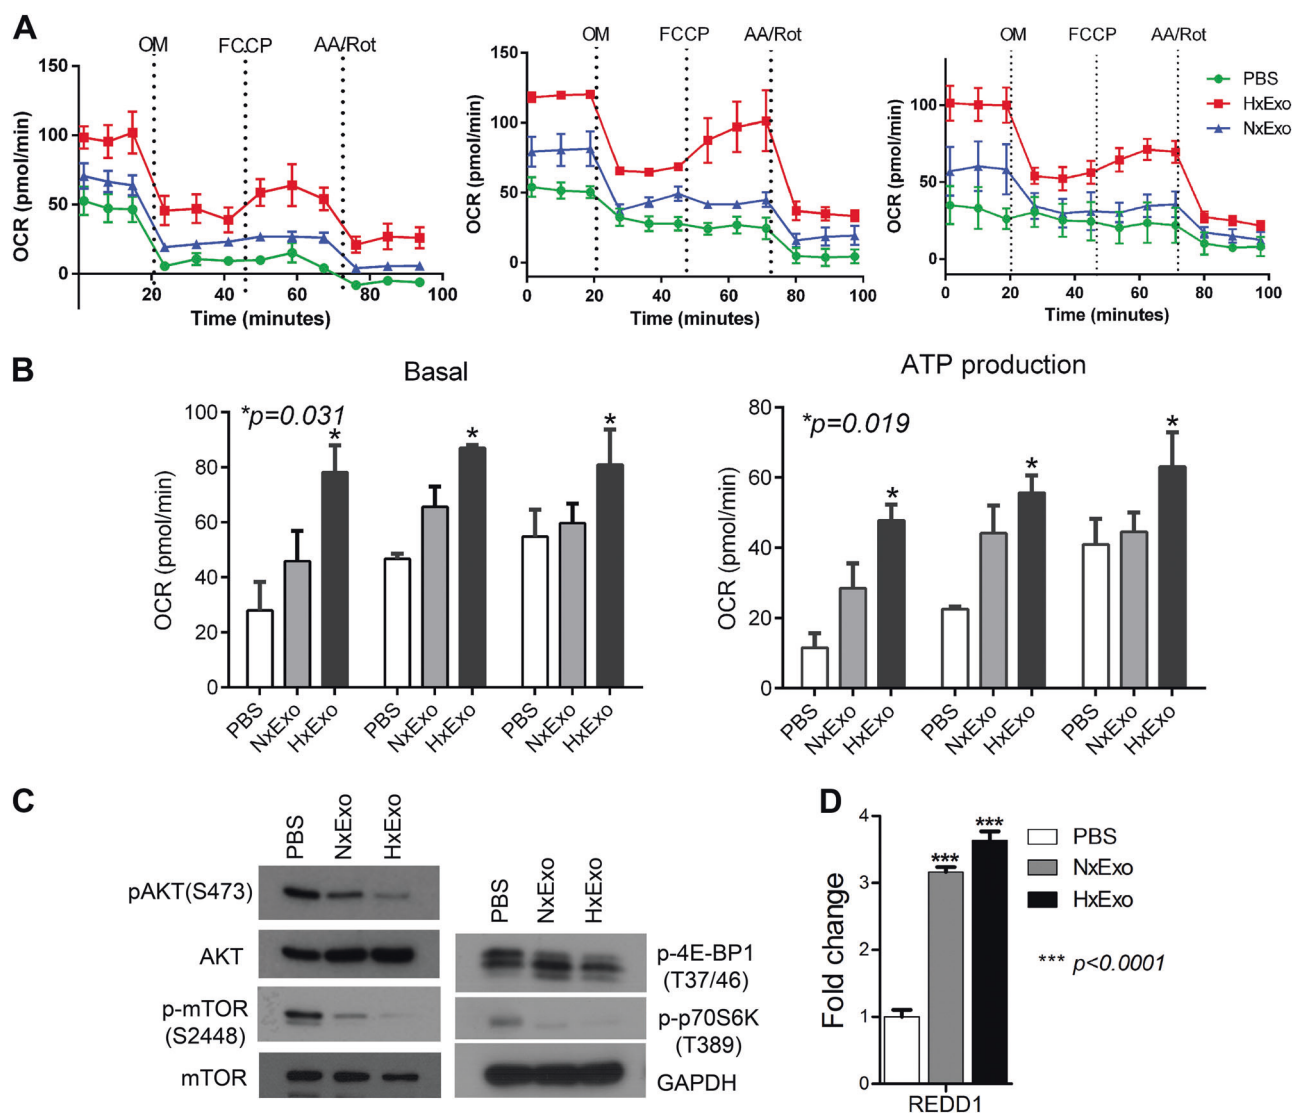 A
OM FCCP AA/Rot
150
100
50
0
20 40 60 80 100
OCR (pmol/min)
Time (minutes)
OM FCCP AA/Rot
150
100
50
0
0 20 40 60 80 100
OCR (pmol/min)
Time (minutes)
OM FCCP AA/Rot
100
50
0
0 20 40 60 80 100
OCR (pmol/min)
Time (minutes)
PBS
HxExo
NxExo
B
Basal
*p=0.031
* * *
100
80
60
40
20
0
OCR (pmol/min)
PBS NxExo HxExo PBS NxExo HxExo PBS NxExo HxExo
ATP production
*p=0.019
* * *
80
60
40
20
0
OCR (pmol/min)
PBS NxExo HxExo PBS NxExo HxExo PBS NxExo HxExo
C
PBS NxExo HxExo
pAKT(S473)
AKT
p-mTOR
(S2448)
mTOR
PBS NxExo HxExo
p-4E-BP1
(T37/46)
p-p70S6K
(T389)
GAPDH
D
4
3
2
1
0
Fold change
*** ***
REDD1
PBS
NxExo
HxExo
*** p<0.0001